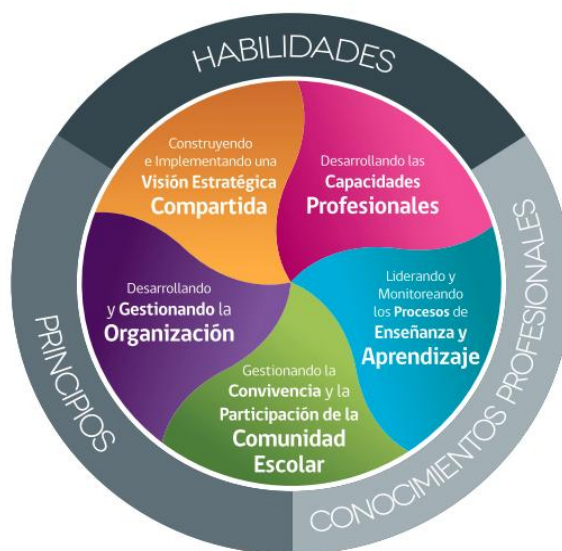 HABILIDADES
Construyendo
e Implementando una
Visión Estratégica
Compartida
Desarrollando las
Capacidades
Profesionales
Desarrollando
y Gestionando la
Organización
Liderando y
Monitoreando
los Procesos de
Enseñanza y
Aprendizaje
Gestionando la
Convivencia y la
Participación de la
Comunidad
Escolar
PRINCIPIOS
CONOCIMIENTOS PROFESIONALES